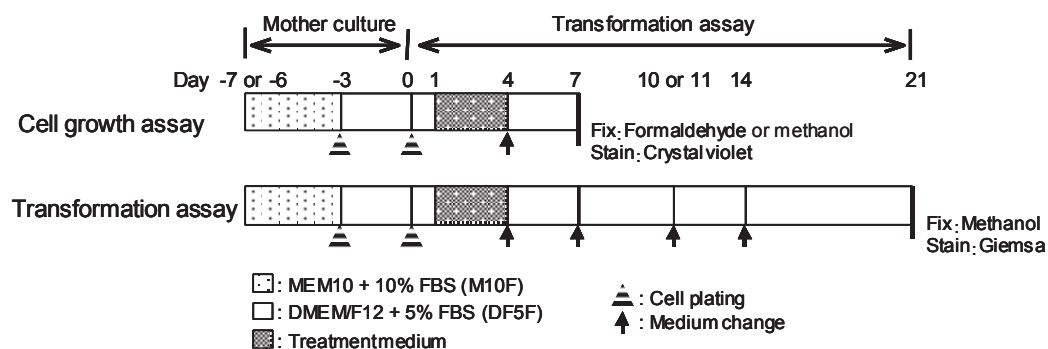 Mother culture Transformation assay
Day -7 or -6 -3 0 1 4 7 10 or 11 14 21
Cell growth assay
Fix: Formaldehyde or methanol
Stain: Crystal violet
Transformation assay
Fix: Methanol
Stain: Giemsa
: MEM10 + 10% FBS (M10F)
: DMEM/F12 + 5% FBS (DF5F)
: Treatment medium
: Cell plating
: Medium change